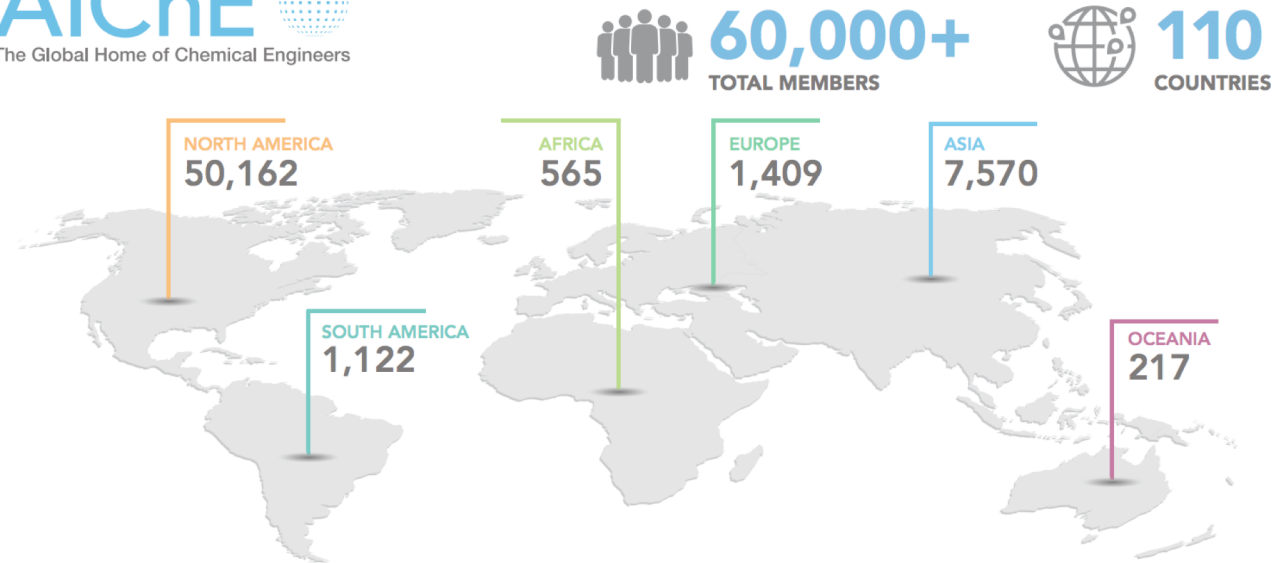 AIChE
The Global Home of Chemical Engineers
60,000+
TOTAL MEMBERS
110
COUNTRIES
NORTH AMERICA
50,162
AFRICA
565
EUROPE
1,409
ASIA
7,570
SOUTH AMERICA
1,122
OCEANIA
217